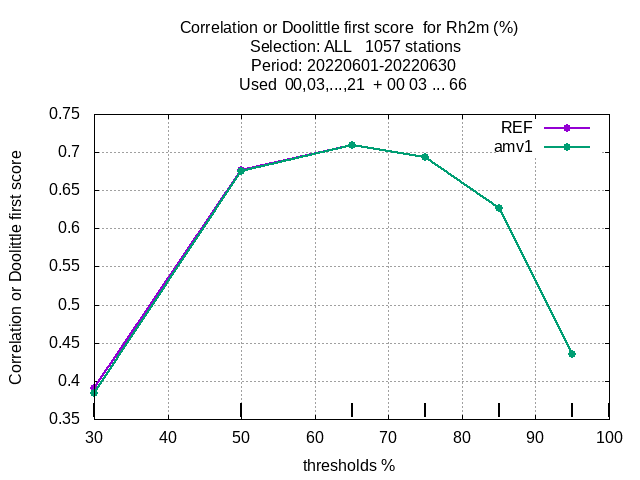 Correlation or Doolittle first score  for Rh2m (%)
Selection: ALL   1057 stations
Period: 20220601-20220630
Used  00,03,...,21  + 00 03 ... 66
0.75
0.7
0.65
0.6
0.55
0.5
0.45
0.4
0.35
Correlation or Doolittle first score
REF
amv1
30 40 50 60 70 80 90 100
thresholds %